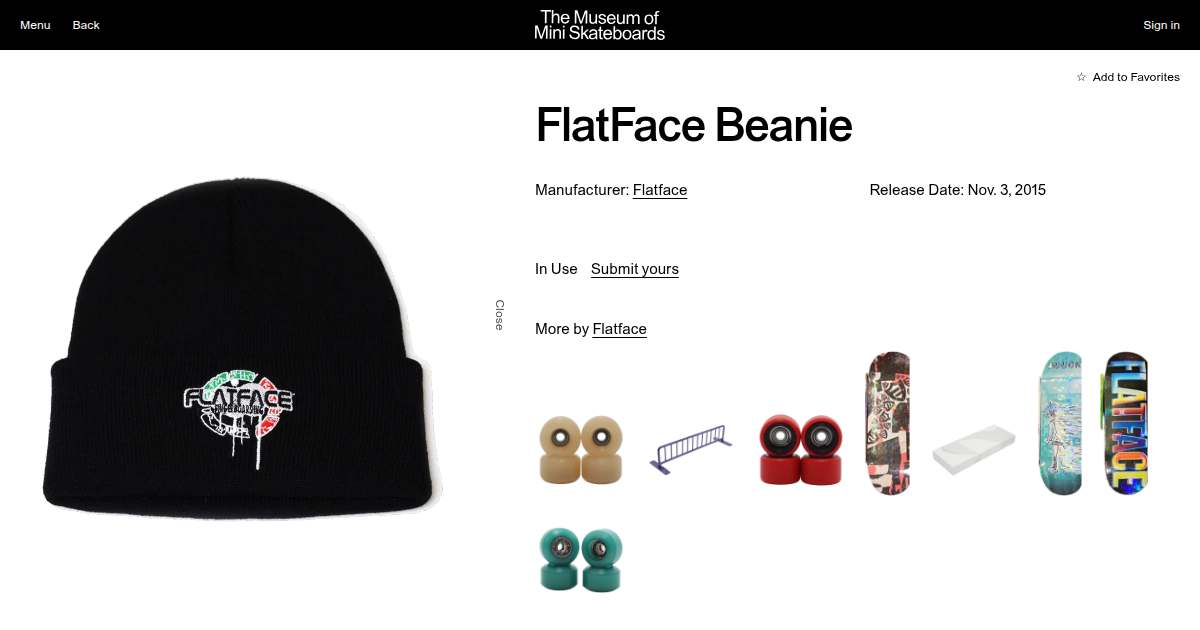 Menu
Back
The Museum of
Mini Skateboards
Sign in
☆ Add to Favorites
FlatFace Beanie
Manufacturer: Flatface
Release Date: Nov. 3, 2015
In Use
Submit yours
Close
More by Flatface
FLATFACE
FINGERBOARDS
FLATFACE